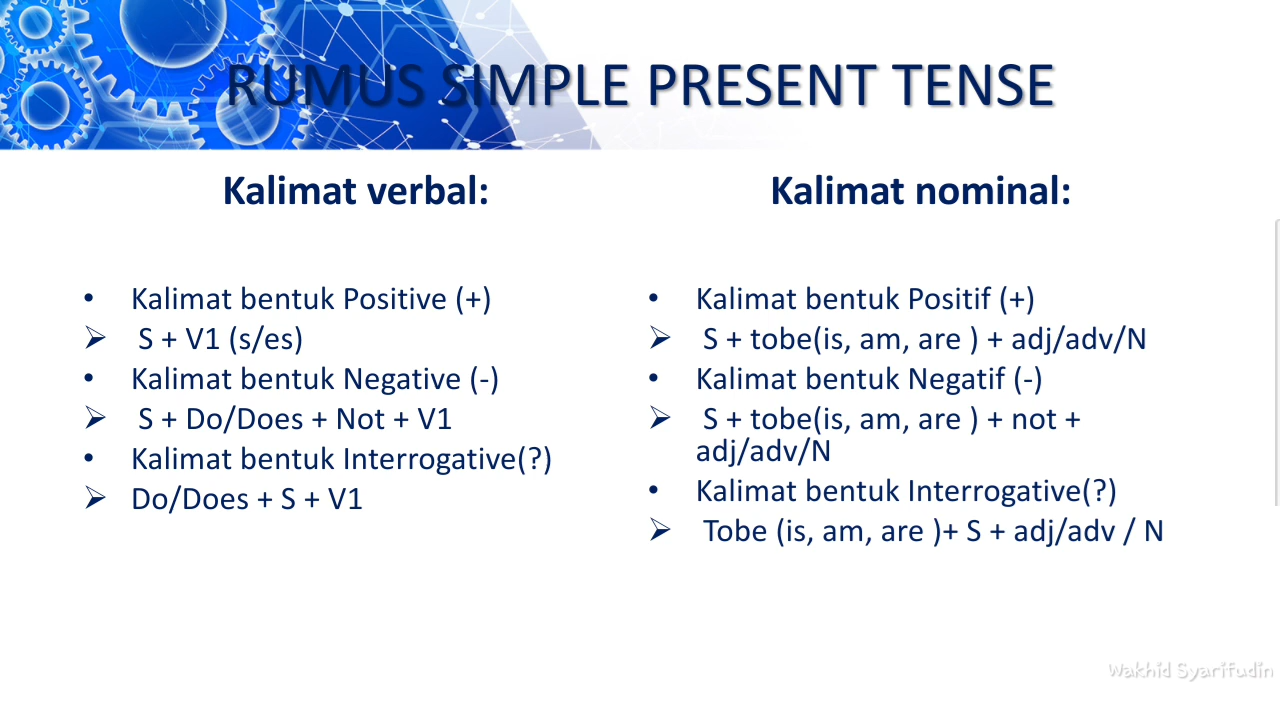 RUMUS SIMPLE PRESENT TENSE
Kalimat verbal:
• Kalimat bentuk Positive (+)
➢ S + V1 (s/es)
• Kalimat bentuk Negative (-)
➢ S + Do/Does + Not + V1
• Kalimat bentuk Interrogative(?)
➢ Do/Does + S + V1
Kalimat nominal:
• Kalimat bentuk Positif (+)
➢ S + tobe(is, am, are ) + adj/adv/N
• Kalimat bentuk Negatif (-)
➢ S + tobe(is, am, are ) + not +
adj/adv/N
• Kalimat bentuk Interrogative(?)
➢ Tobe (is, am, are )+ S + adj/adv / N
Wakhid Syarifudin